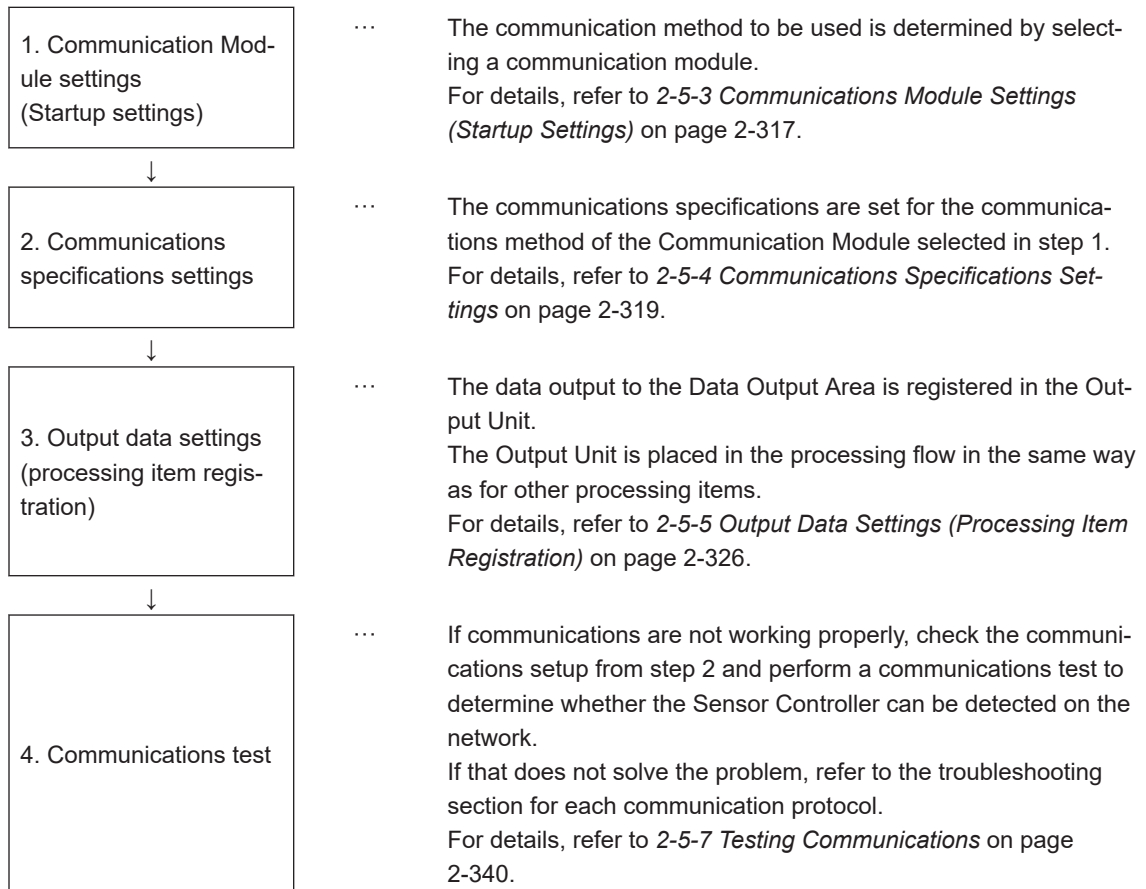 1. Communication Mod-
ule settings
(Startup settings)
… The communication method to be used is determined by select-
ing a communication module.
For details, refer to 2-5-3 Communications Module Settings
(Startup Settings) on page 2-317.
↓
2. Communications
specifications settings
… The communications specifications are set for the communica-
tions method of the Communication Module selected in step 1.
For details, refer to 2-5-4 Communications Specifications Set-
tings on page 2-319.
↓
3. Output data settings
(processing item regis-
tration)
… The data output to the Data Output Area is registered in the Out-
put Unit.
The Output Unit is placed in the processing flow in the same way
as for other processing items.
For details, refer to 2-5-5 Output Data Settings (Processing Item
Registration) on page 2-326.
↓
4. Communications test
… If communications are not working properly, check the communi-
cations setup from step 2 and perform a communications test to
determine whether the Sensor Controller can be detected on the
network.
If that does not solve the problem, refer to the troubleshooting
section for each communication protocol.
For details, refer to 2-5-7 Testing Communications on page
2-340.